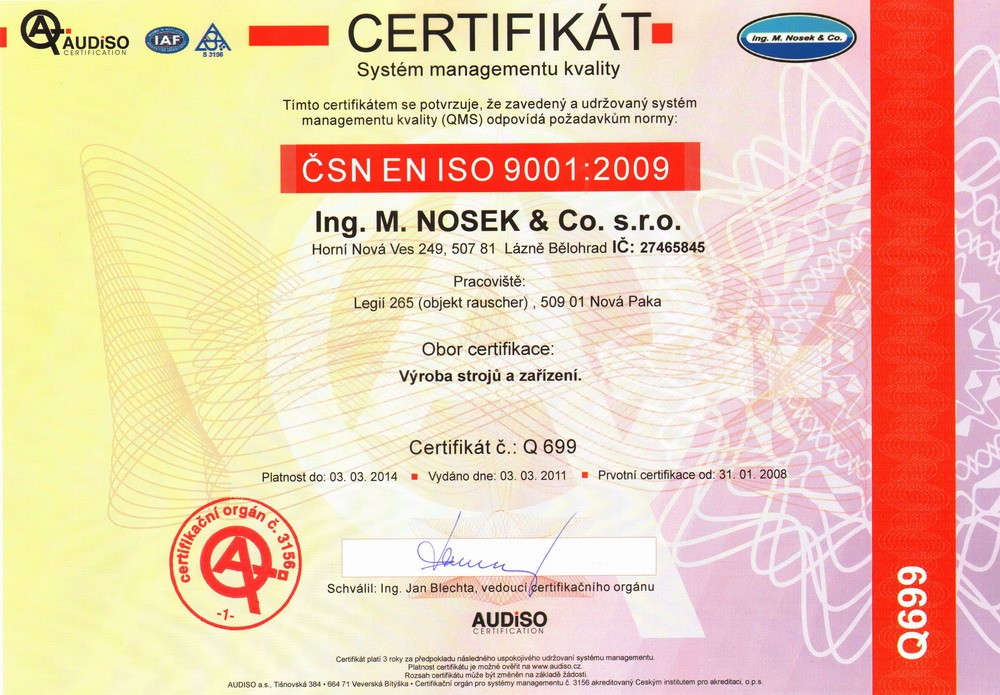 AUDiSO
CERTIFICATION
IAF
S 3156
CERTIFIKÁT
Ing. M. Nosek & Co.
Systém managementu kvality
Tímto certifikátem se potvrzuje, že zavedený a udržovaný systém
managementu kvality (QMS) odpovídá požadavkům normy:
ČSN EN ISO 9001:2009
Ing. M. NOSEK & Co. s.r.o.
Horní Nová Ves 249, 507 81 Lázně Bělohrad IČ: 27465845
Pracoviště:
Legií 265 (objekt rauscher) , 509 01 Nová Paka
Obor certifikace:
Výroba strojů a zařízení.
Certifikát č.: Q 699
Platnost do: 03. 03. 2014 ■ Vydáno dne: 03. 03. 2011 ■ Prvotní certifikace od: 31. 01. 2008
certifikační orgán č. 3156
-1-
Schválil: Ing. Jan Blechta, vedoucí certifikačního orgánu
AUDiSO
CERTIFICATION
Certifikát platí 3 roky za předpokladu následného uspokojivého udržování systému managementu.
Platnost certifikátu je možné ověřit na www.audiso.cz.
Rozsah certifikátu může být změněn na základě žádosti.
AUDISO a.s., Tišnovská 384 • 664 71 Veverská Bítýška • Certifikační orgán pro systémy managementu č. 3156 akreditovaný Českým institutem pro akreditaci, o.p.s.
Q699